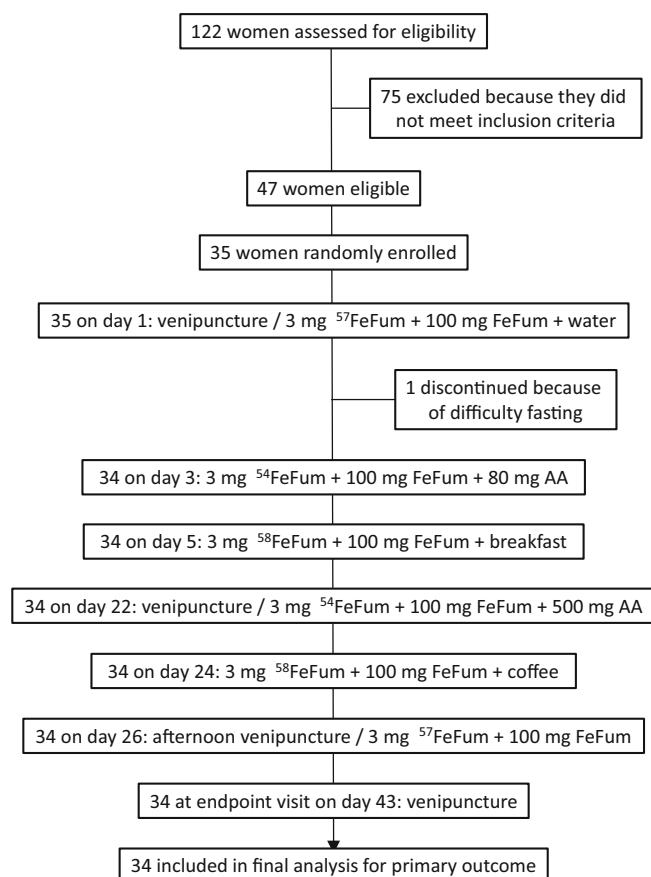 122 women assessed for eligibility
75 excluded because they did
not meet inclusion criteria
47 women eligible
35 women randomly enrolled
35 on day 1: venipuncture / 3 mg ⁵⁷FeFum + 100 mg FeFum + water
1 discontinued because
of difficulty fasting
34 on day 3: 3 mg ⁵⁴FeFum + 100 mg FeFum + 80 mg AA
34 on day 5: 3 mg ⁵⁸FeFum + 100 mg FeFum + breakfast
34 on day 22: venipuncture / 3 mg ⁵⁴FeFum + 100 mg FeFum + 500 mg AA
34 on day 24: 3 mg ⁵⁸FeFum + 100 mg FeFum + coffee
34 on day 26: afternoon venipuncture / 3 mg ⁵⁷FeFum + 100 mg FeFum
34 at endpoint visit on day 43: venipuncture
34 included in final analysis for primary outcome